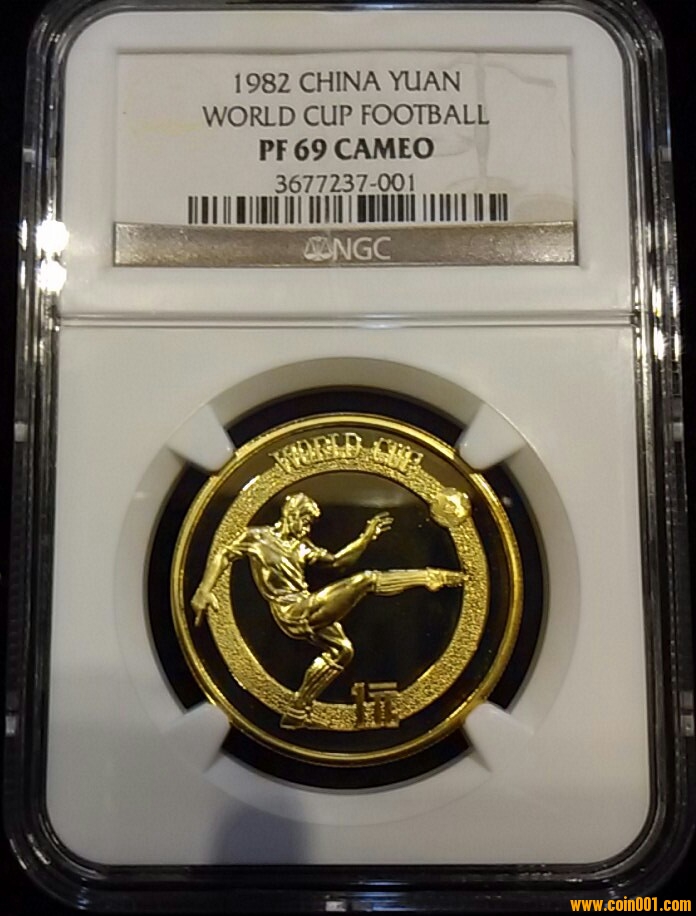 1982 CHINA YUAN
WORLD CUP FOOTBALL
PF 69 CAMEO
3677237-001
NGC
WORLD CUP
1元
www.coin001.com